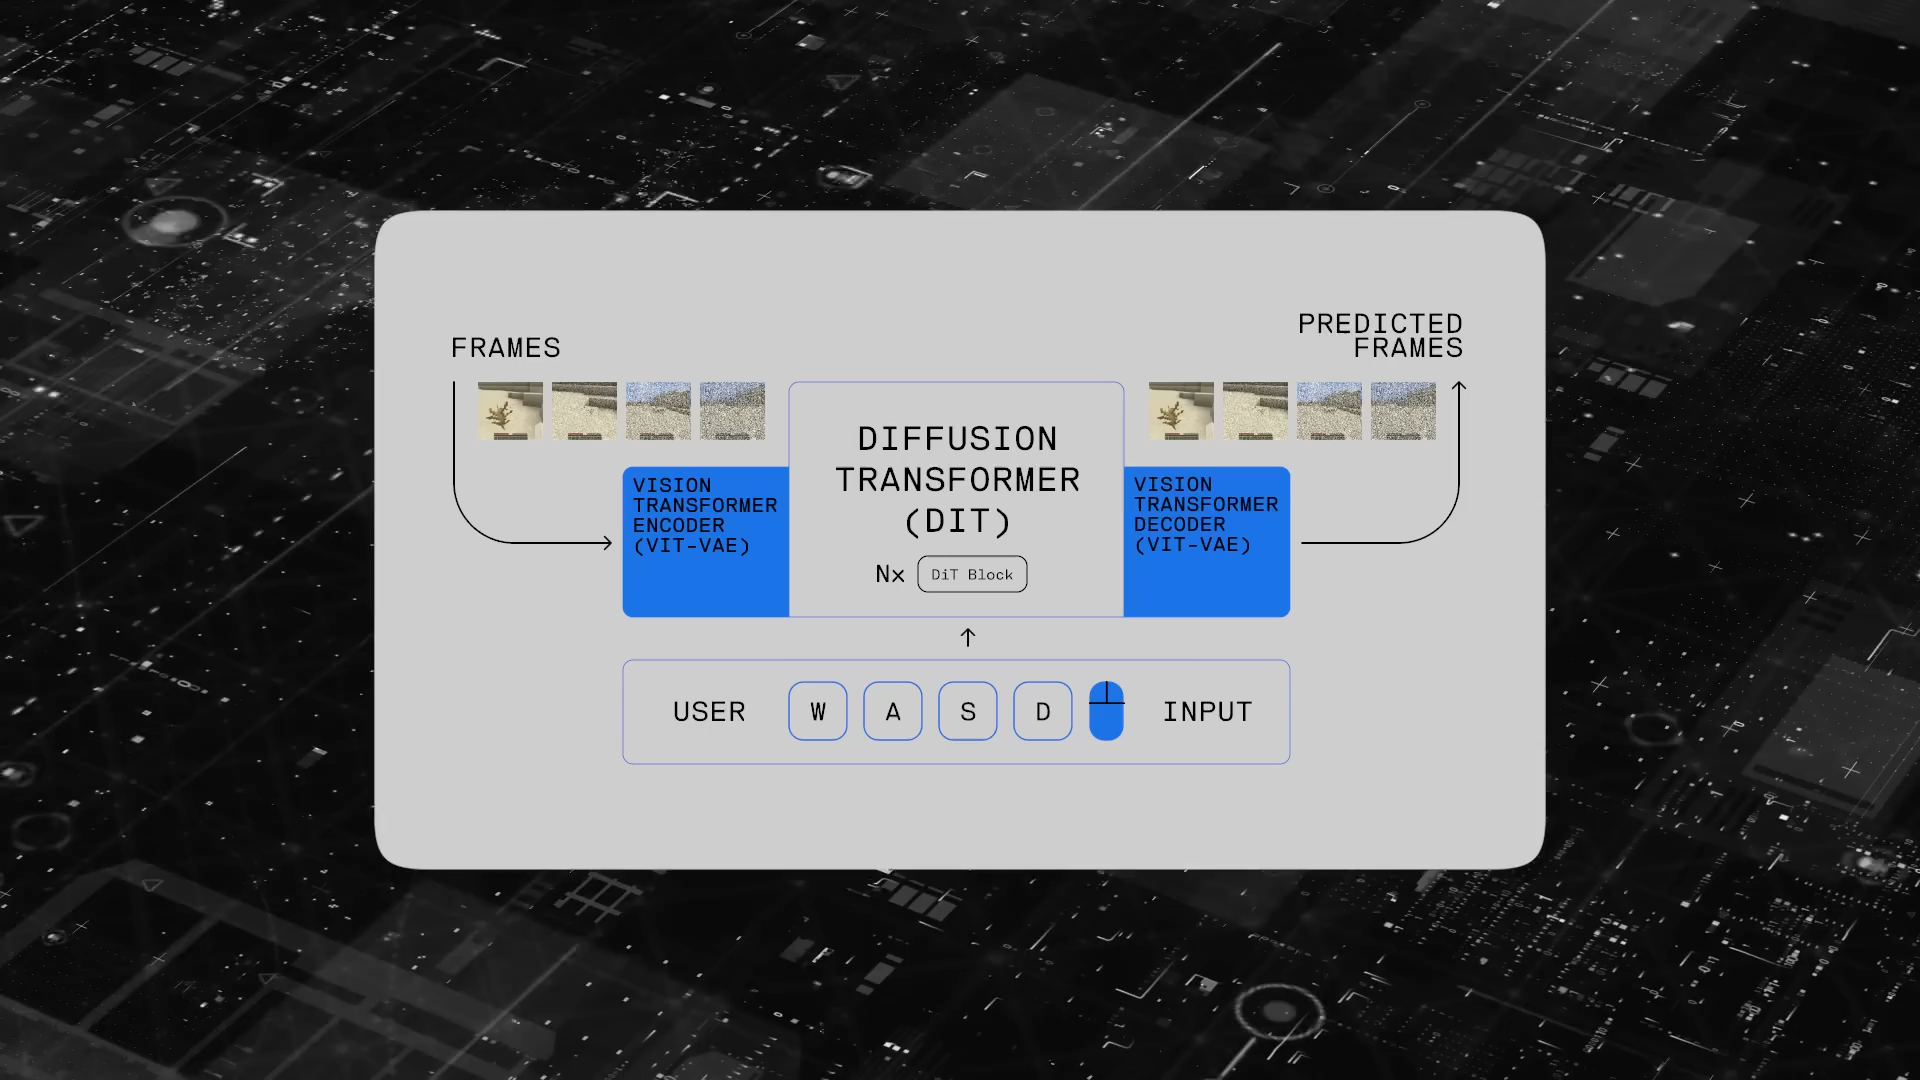 FRAMES
PREDICTED
FRAMES
DIFFUSION
TRANSFORMER
(DIT)
Nx DiT Block
VISION
TRANSFORMER
ENCODER
(VIT-VAE)
VISION
TRANSFORMER
DECODER
(VIT-VAE)
USER W A S D INPUT